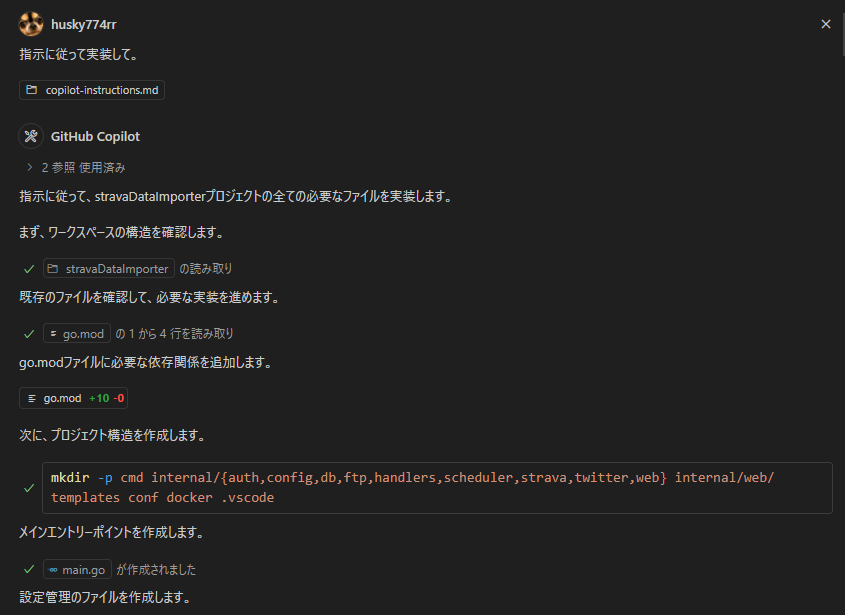 husky774rr
指示に従って実装して。
copilot-instructions.md
GitHub Copilot
2 参照 使用済み
指示に従って、stravaDataImporterプロジェクトの全ての必要なファイルを実装します。
まず、ワークスペースの構造を確認します。
stravaDataImporter の読み取り
既存のファイルを確認して、必要な実装を進めます。
go.mod の 1 から 4 行を読み取り
go.modファイルに必要な依存関係を追加します。
go.mod +10 -0
次に、プロジェクト構造を作成します。
mkdir -p cmd internal/{auth,config,db,ftp,handlers,scheduler,strava,twitter,web} internal/web/
templates conf docker .vscode
メインエントリーポイントを作成します。
main.go が作成されました
設定管理のファイルを作成します。